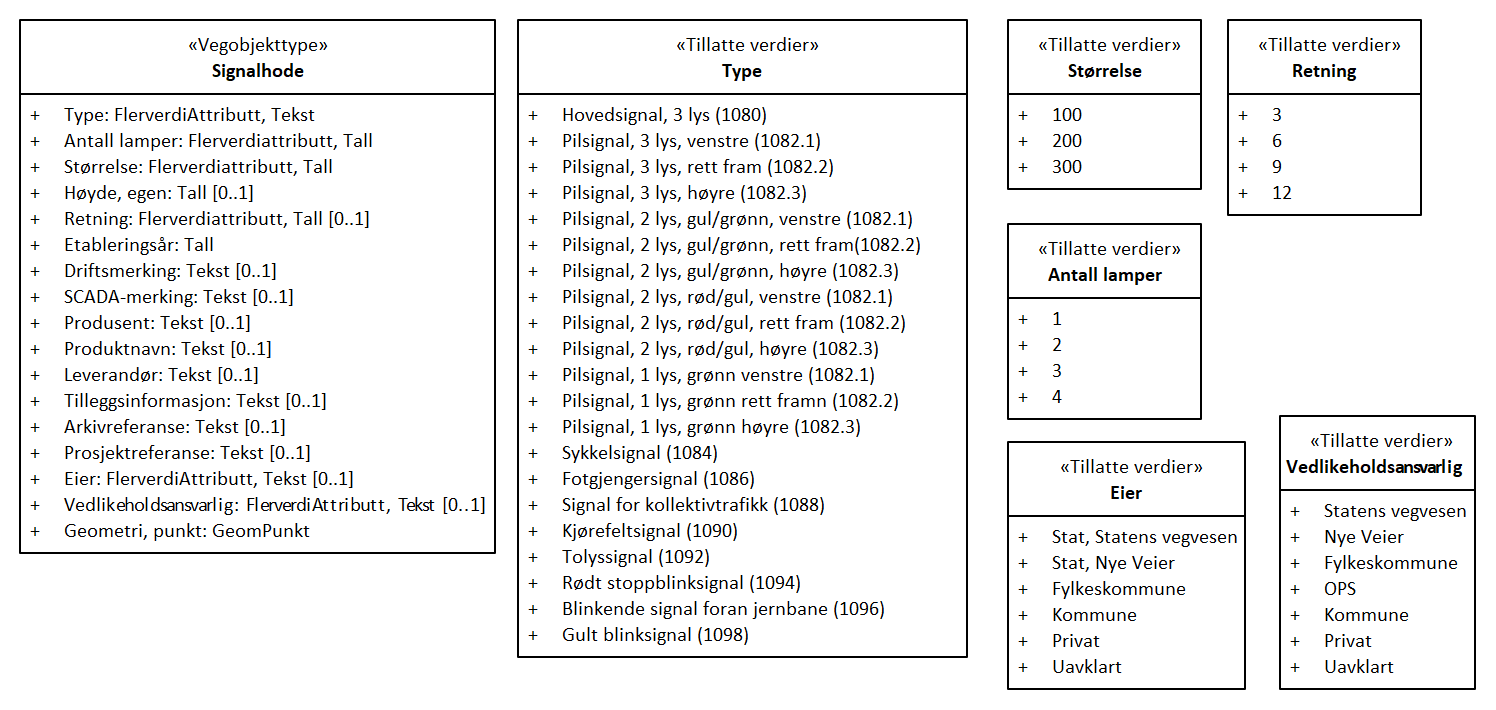 «Vegobjekttype»
Signalhode
+ Type: FlerverdiAttributt, Tekst
+ Antall lamper: Flerverdiattributt, Tall
+ Størrelse: Flerverdiattributt, Tall
+ Høyde, egen: Tall [0..1]
+ Retning: Flerverdiattributt, Tall [0..1]
+ Etableringsår: Tall
+ Driftsmerking: Tekst [0..1]
+ SCADA-merking: Tekst [0..1]
+ Produsent: Tekst [0..1]
+ Produktnavn: Tekst [0..1]
+ Leverandør: Tekst [0..1]
+ Tilleggsinformasjon: Tekst [0..1]
+ Arkivreferanse: Tekst [0..1]
+ Prosjektreferanse: Tekst [0..1]
+ Eier: FlerverdiAttributt, Tekst [0..1]
+ Vedlikeholdsansvarlig: FlerverdiAttributt, Tekst [0..1]
+ Geometri, punkt: GeomPunkt
«Tillatte verdier»
Type
+ Hovedsignal, 3 lys (1080)
+ Pilsignal, 3 lys, venstre (1082.1)
+ Pilsignal, 3 lys, rett fram (1082.2)
+ Pilsignal, 3 lys, høyre (1082.3)
+ Pilsignal, 2 lys, gul/grønn, venstre (1082.1)
+ Pilsignal, 2 lys, gul/grønn, rett fram(1082.2)
+ Pilsignal, 2 lys, gul/grønn, høyre (1082.3)
+ Pilsignal, 2 lys, rød/gul, venstre (1082.1)
+ Pilsignal, 2 lys, rød/gul, rett fram (1082.2)
+ Pilsignal, 2 lys, rød/gul, høyre (1082.3)
+ Pilsignal, 1 lys, grønn venstre (1082.1)
+ Pilsignal, 1 lys, grønn rett framn (1082.2)
+ Pilsignal, 1 lys, grønn høyre (1082.3)
+ Sykkelsignal (1084)
+ Fotgjengersignal (1086)
+ Signal for kollektivtrafikk (1088)
+ Kjørefeltsignal (1090)
+ Tolyssignal (1092)
+ Rødt stoppblinksignal (1094)
+ Blinkende signal foran jernbane (1096)
+ Gult blinksignal (1098)
«Tillatte verdier»
Størrelse
+ 100
+ 200
+ 300
«Tillatte verdier»
Retning
+ 3
+ 6
+ 9
+ 12
«Tillatte verdier»
Antall lamper
+ 1
+ 2
+ 3
+ 4
«Tillatte verdier»
Eier
+ Stat, Statens vegvesen
+ Stat, Nye Veier
+ Fylkeskommune
+ Kommune
+ Privat
+ Uavklart
«Tillatte verdier»
Vedlikeholdsansvarlig
+ Statens vegvesen
+ Nye Veier
+ Fylkeskommune
+ OPS
+ Kommune
+ Privat
+ Uavklart